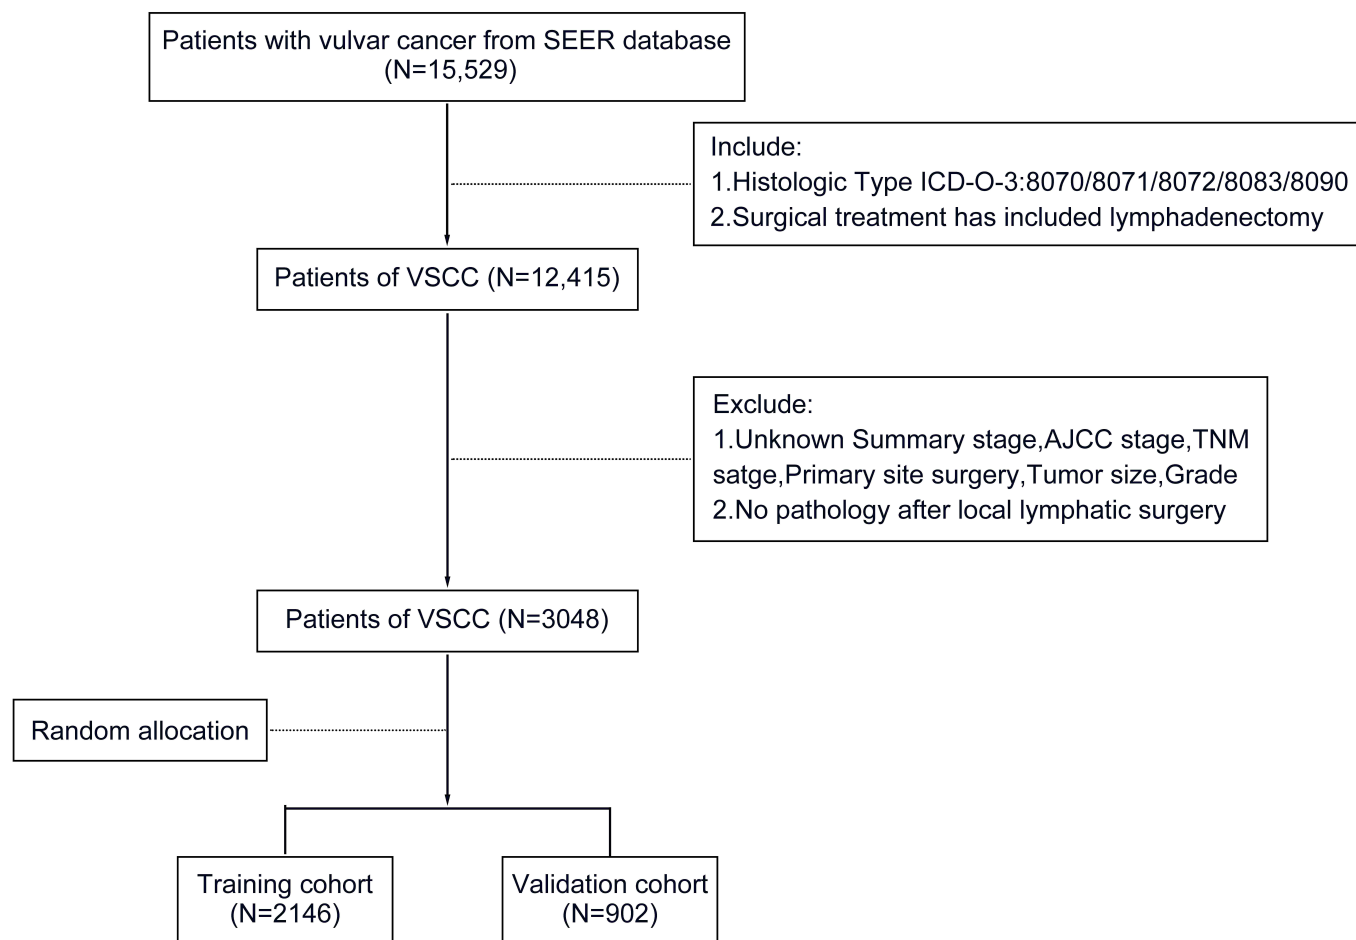 Patients with vulvar cancer from SEER database
(N=15,529)
Include:
1.Histologic Type ICD-O-3:8070/8071/8072/8083/8090
2.Surgical treatment has included lymphadenectomy
Patients of VSCC (N=12,415)
Exclude:
1.Unknown Summary stage,AJCC stage,TNM
satge,Primary site surgery,Tumor size,Grade
2.No pathology after local lymphatic surgery
Patients of VSCC (N=3048)
Random allocation
Training cohort
(N=2146)
Validation cohort
(N=902)